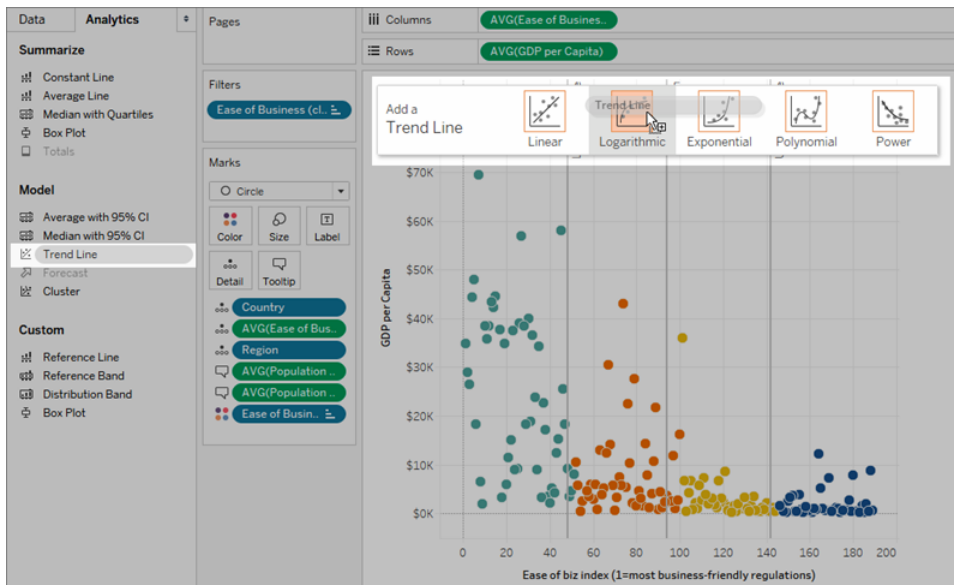 Data
Analytics
Summarize
Constant Line
Average Line
Median with Quartiles
Box Plot
Totals
Model
Average with 95% CI
Median with 95% CI
Trend Line
Forecast
Cluster
Custom
Reference Line
Reference Band
Distribution Band
Box Plot
Pages
Filters
Ease of Business (cl..
Marks
Circle
Color
Size
Label
Detail
Tooltip
Country
AVG(Ease of Bus..
Region
AVG(Population ..
AVG(Population ..
Ease of Busin..
Columns
AVG(Ease of Busines..
Rows
AVG(GDP per Capita)
Add a
Trend Line
Trend Line
Linear
Logarithmic
Exponential
Polynomial
Power
GDP per Capita
$70K
$60K
$50K
$40K
$30K
$20K
$10K
$0K
0 20 40 60 80 100 120 140 160 180 200
Ease of biz index (1=most business-friendly regulations)